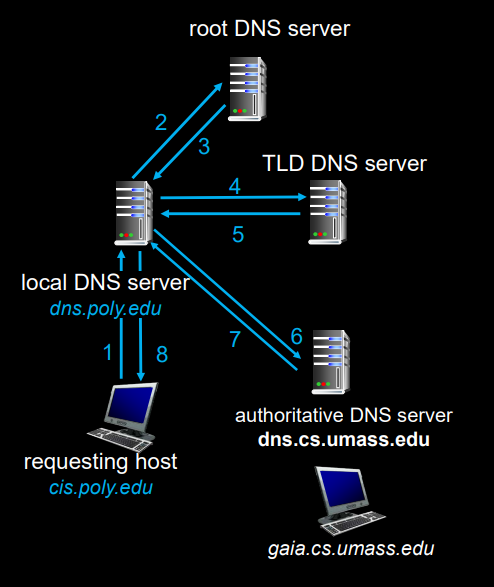 root DNS server
2
3
TLD DNS server
4
5
local DNS server
dns.poly.edu
7
6
1
8
authoritative DNS server
dns.cs.umass.edu
requesting host
cis.poly.edu
gaia.cs.umass.edu